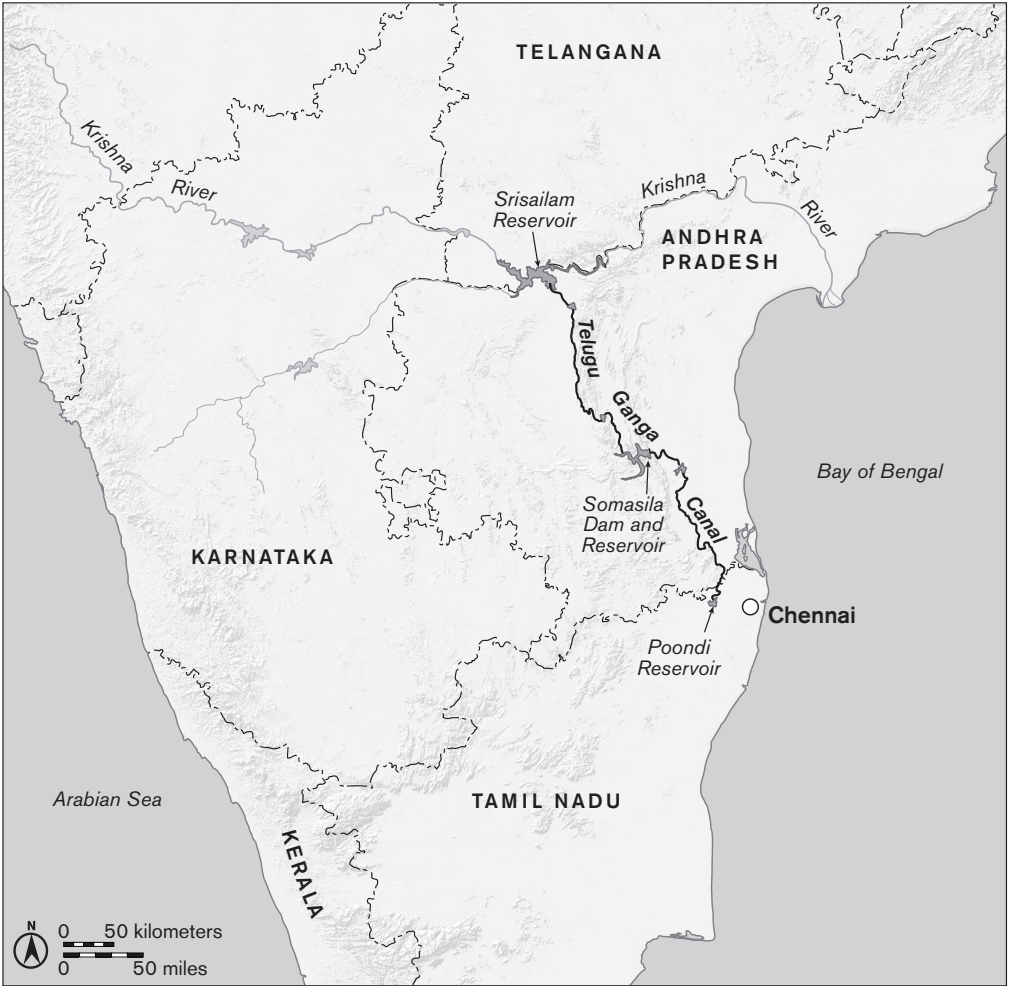 TELANGANA
Krishna
River
Srisailam
Reservoir
Krishna
River
ANDHRA
PRADESH
Telugu
Ganga
Canal
Bay of Bengal
Somasila
Dam and
Reservoir
KARNATAKA
Chennai
Poondi
Reservoir
Arabian Sea
TAMIL NADU
KERALA
N
0 50 kilometers
0 50 miles